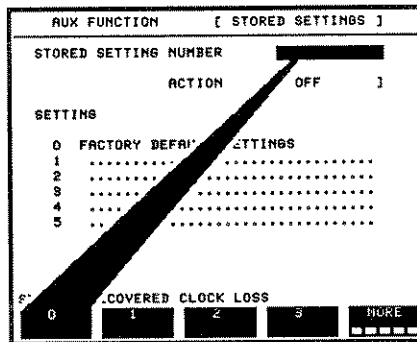 AUX FUNCTION [ STORED SETTINGS ]
STORED SETTING NUMBER
ACTION OFF ]
SETTING
0 FACTORY DEFAU SETTINGS
1 ....................................
2 ....................................
3 ....................................
4 ....................................
5 ....................................
S COVERED CLOCK LOSS
0 1 2 3 MORE